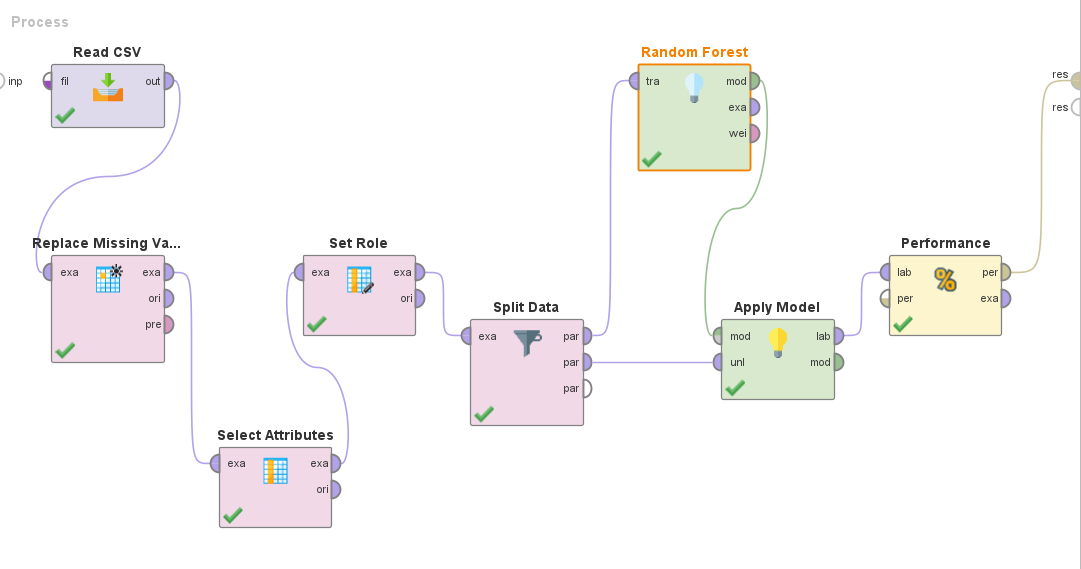 Process
inp
Read CSV
fil out
Replace Missing Va...
exa exa
ori
pre
Select Attributes
exa exa
ori
Set Role
exa exa
ori
Split Data
exa par
par
par
Random Forest
tra mod
exa
wei
Apply Model
mod lab
unl mod
Performance
%
lab per
per exa
res
res